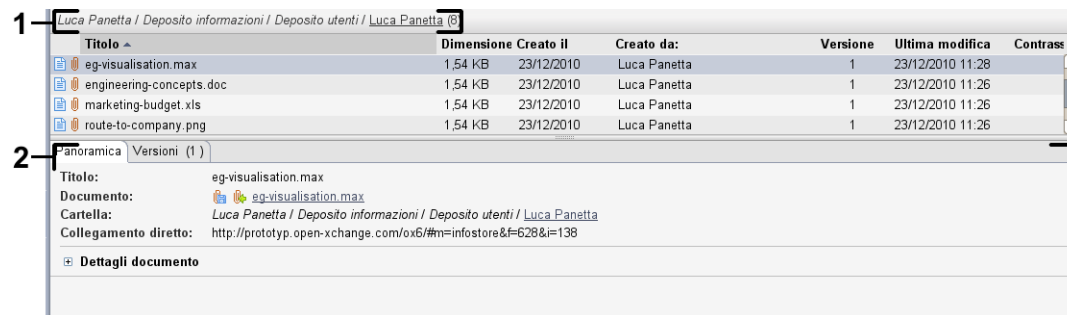 1
Luca Panetta / Deposito informazioni / Deposito utenti / Luca Panetta (8)
Titolo Dimensione Creato il Creato da: Versione Ultima modifica Contrass
eg-visualisation.max 1,54 KB 23/12/2010 Luca Panetta 1 23/12/2010 11:28
engineering-concepts.doc 1,54 KB 23/12/2010 Luca Panetta 1 23/12/2010 11:26
marketing-budget.xls 1,54 KB 23/12/2010 Luca Panetta 1 23/12/2010 11:26
route-to-company.png 1,54 KB 23/12/2010 Luca Panetta 1 23/12/2010 11:26
2
Panoramica Versioni (1 )
Titolo: eg-visualisation.max
Documento: eg-visualisation.max
Cartella: Luca Panetta / Deposito informazioni / Deposito utenti / Luca Panetta
Collegamento diretto: http://prototyp.open-xchange.com/ox6/#m=infostore&f=628&i=138
Dettagli documento